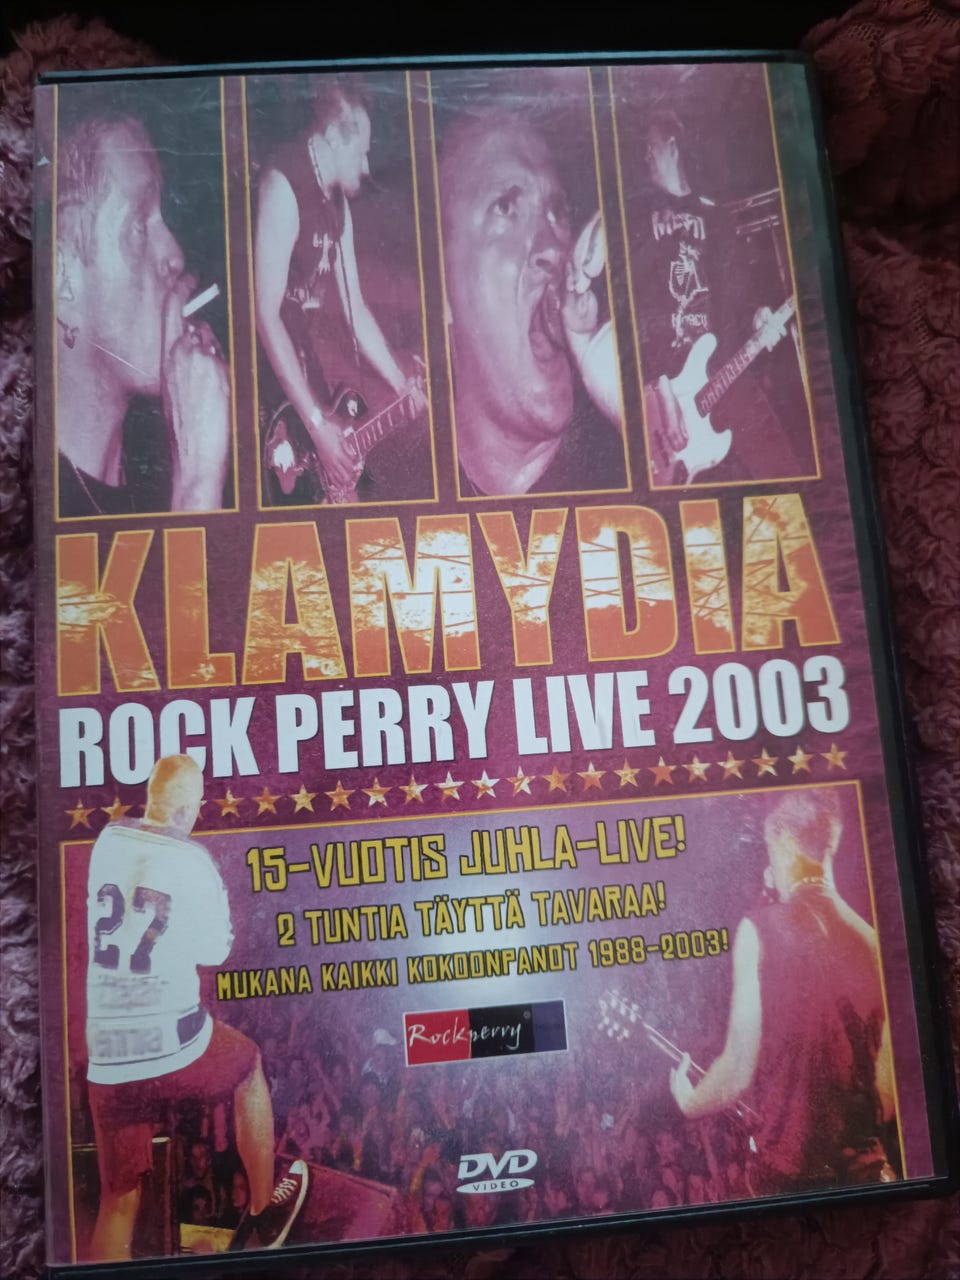 KLAMYDIA
ROCK PERRY LIVE 2003
15-VUOTIS JUHLA-LIVE!
2 TUNTIA TÄYTTÄ TAVARAA!
MUKANA KAIKKI KOKOONPANOT 1988-2003!
27
Rockperry®
DVD
VIDEO